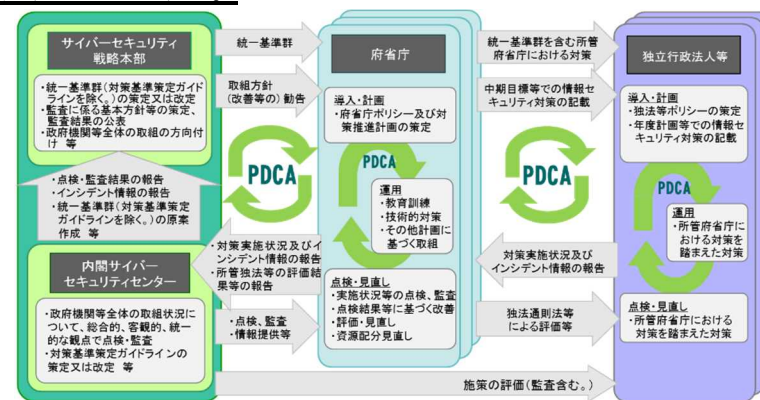 サイバーセキュリティ
戦略本部
・統一基準群(対策基準策定ガイド
ラインを除く。)の策定又は改定
・監査に係る基本方針等の策定、
監査結果の公表
・政府機関等全体の取組の方向付
け 等
・点検・監査結果の報告
・インシデント情報の報告
・統一基準群(対策基準策定
ガイドラインを除く。)の原案
作成 等
内閣サイバー
セキュリティセンター
・政府機関等全体の取組状況に
ついて、総合的、客観的、統一
的な観点で点検・監査
・対策基準策定ガイドラインの
策定又は改定 等
統一基準群
取組方針
(改善等の)勧告
PDCA
・対策実施状況及びイ
ンシデント情報の報告
・所管独法等の評価結
果等の報告
・点検、監査
・情報提供等
府省庁
導入・計画
・府省庁ポリシー及び対
策推進計画の策定
PDCA
運用
・教育訓練
・技術的対策
・その他計画に
基づく取組
点検・見直し
・実施状況等の点検、監査
・点検結果等に基づく改善
・評価・見直し
・資源配分見直し
統一基準群を含む所管
府省庁における対策
中期目標等での情報セ
キュリティ対策の記載
PDCA
対策実施状況及び
インシデント情報の報告
独法通則法等
による評価等
独立行政法人等
導入・計画
・独法等ポリシーの策定
・年度計画等での情報セ
キュリティ対策の記載
PDCA
運用
・所管府省庁に
おける対策を
踏まえた対策
点検・見直し
・所管府省庁における
対策を踏まえた対策
施策の評価(監査含む。)